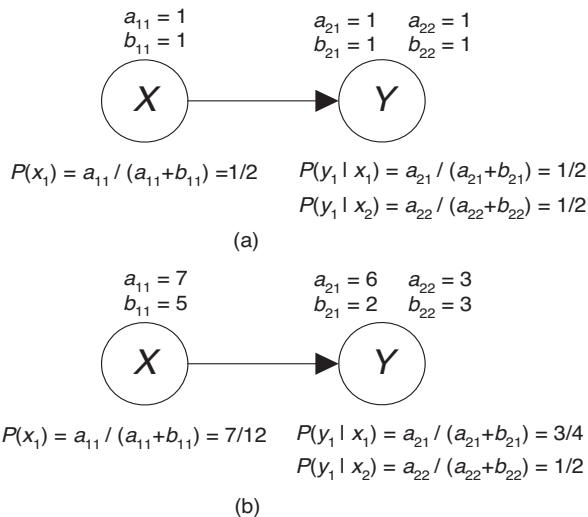 a₁₁ = 1
b₁₁ = 1
a₂₁ = 1 a₂₂ = 1
b₂₁ = 1 b₂₂ = 1
X Y
P(x₁) = a₁₁ / (a₁₁+b₁₁) =1/2
P(y₁ | x₁) = a₂₁ / (a₂₁+b₂₁) = 1/2
P(y₁ | x₂) = a₂₂ / (a₂₂+b₂₂) = 1/2
(a)
a₁₁ = 7
b₁₁ = 5
a₂₁ = 6 a₂₂ = 3
b₂₁ = 2 b₂₂ = 3
X Y
P(x₁) = a₁₁ / (a₁₁+b₁₁) = 7/12
P(y₁ | x₁) = a₂₁ / (a₂₁+b₂₁) = 3/4
P(y₁ | x₂) = a₂₂ / (a₂₂+b₂₂) = 1/2
(b)